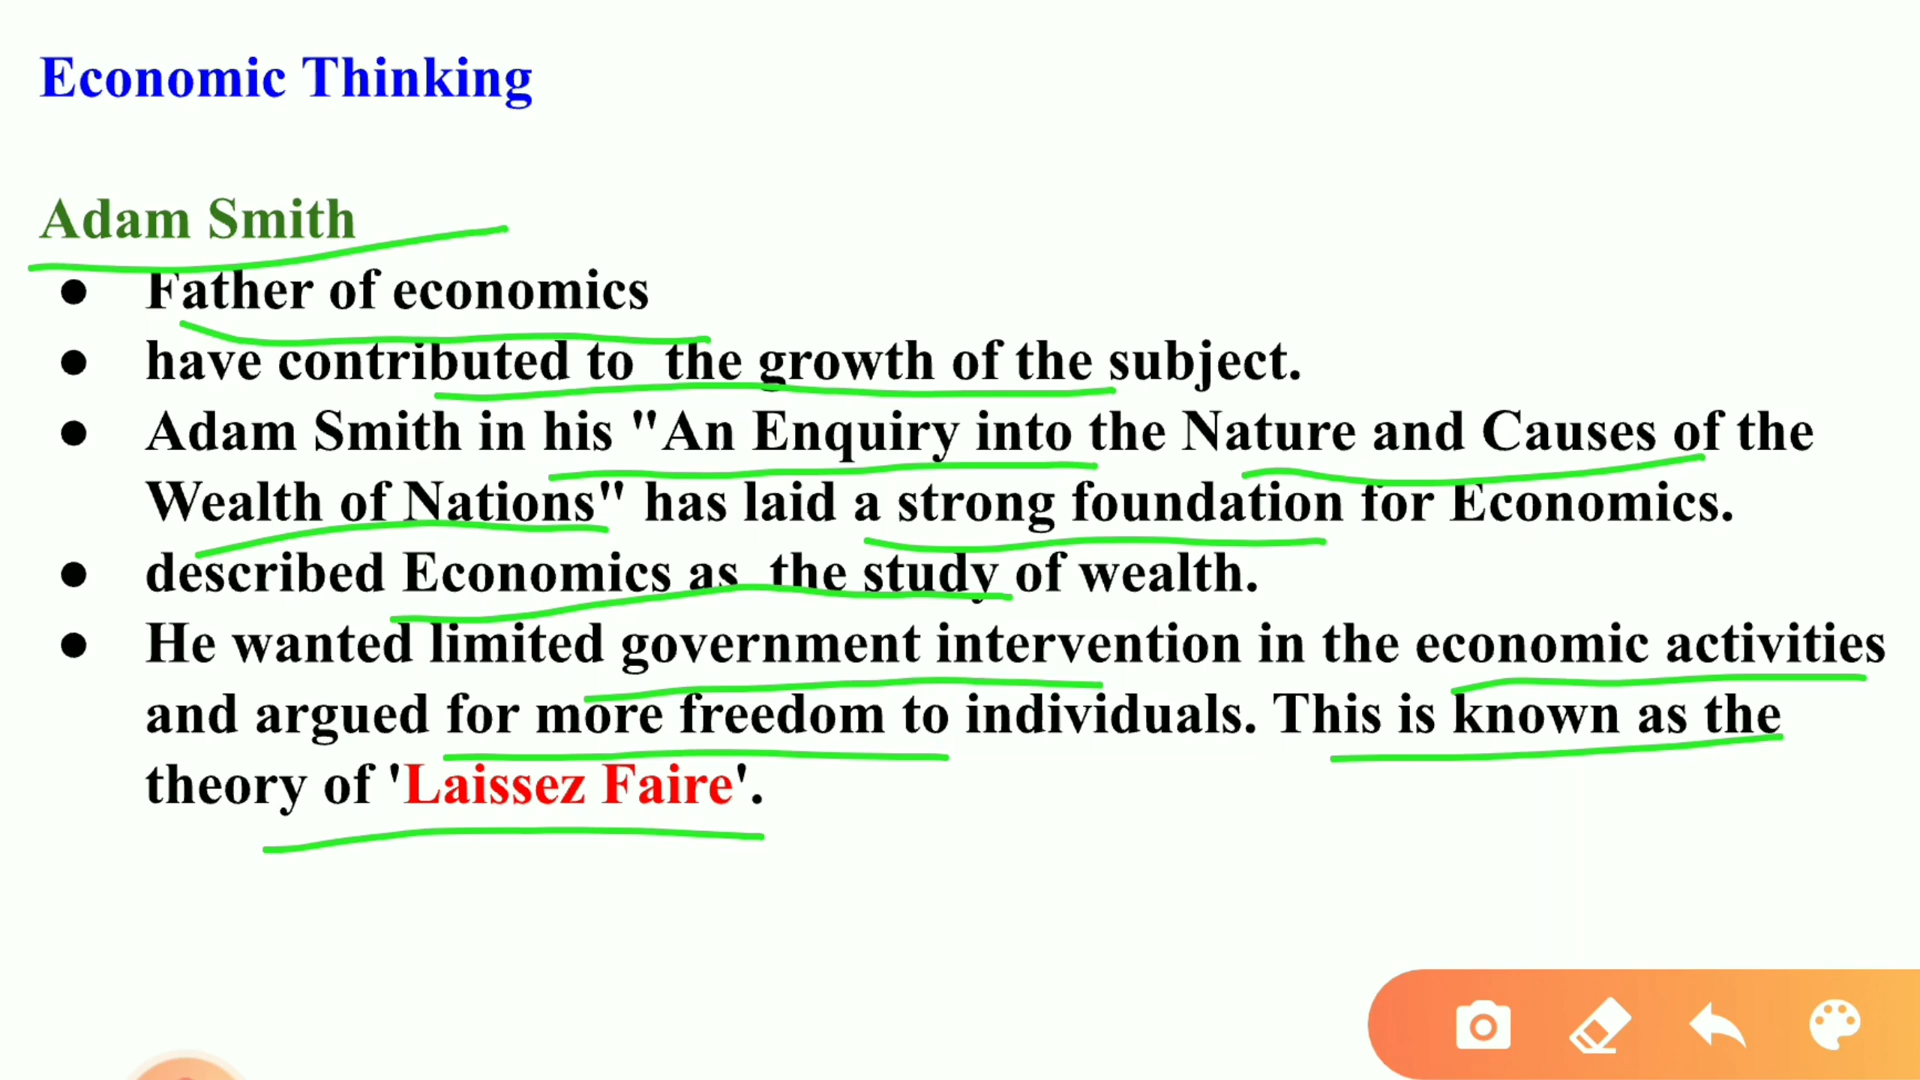 Economic Thinking
Adam Smith
● Father of economics
● have contributed to  the growth of the subject.
● Adam Smith in his "An Enquiry into the Nature and Causes of the
Wealth of Nations" has laid a strong foundation for Economics.
● described Economics as  the study of wealth.
● He wanted limited government intervention in the economic activities
and argued for more freedom to individuals. This is known as the
theory of 'Laissez Faire'.